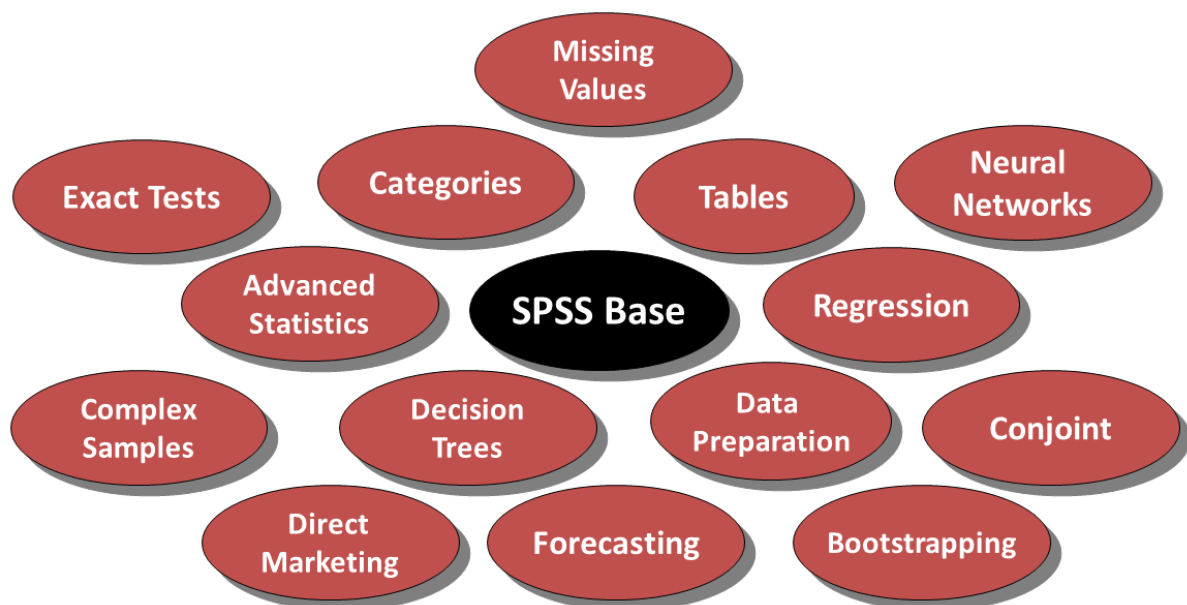 Missing
Values
Exact Tests
Categories
Tables
Neural
Networks
Advanced
Statistics
SPSS Base
Regression
Complex
Samples
Decision
Trees
Data
Preparation
Conjoint
Direct
Marketing
Forecasting
Bootstrapping